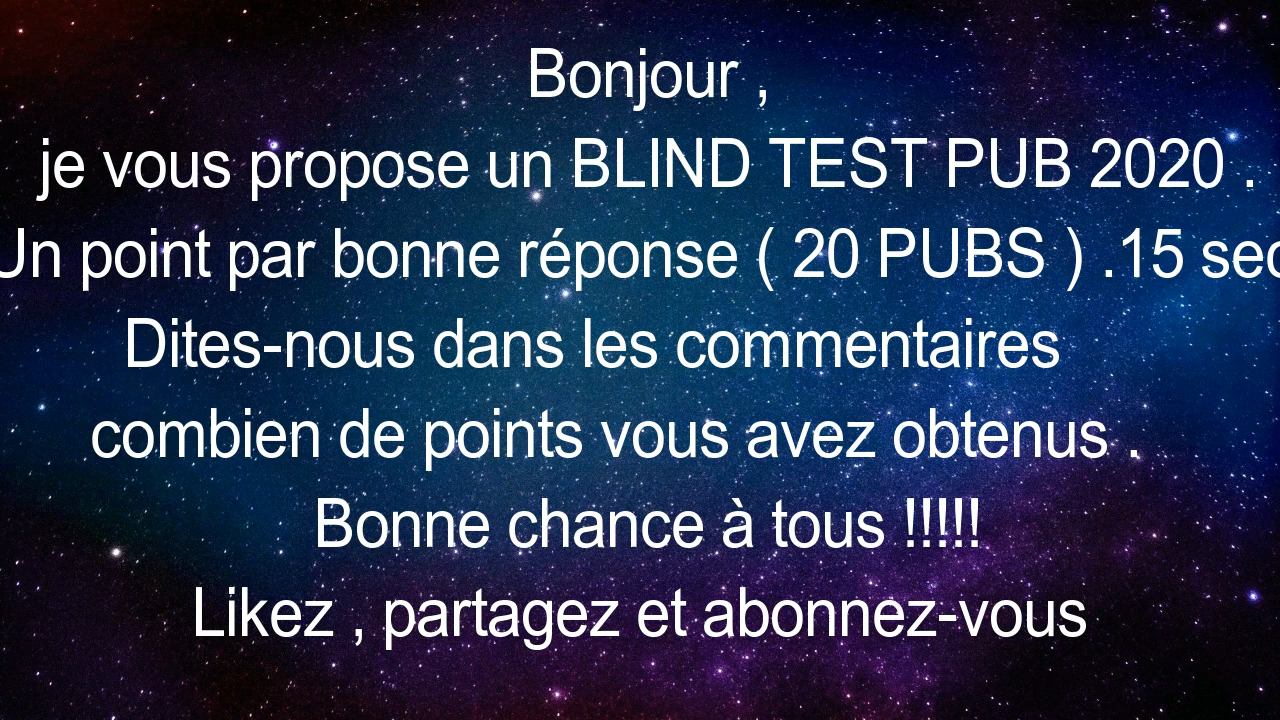 Bonjour ,
je vous propose un BLIND TEST PUB 2020 .
Un point par bonne réponse ( 20 PUBS ) .15 sec
Dites-nous dans les commentaires
combien de points vous avez obtenus .
Bonne chance à tous !!!!!
Likez , partagez et abonnez-vous